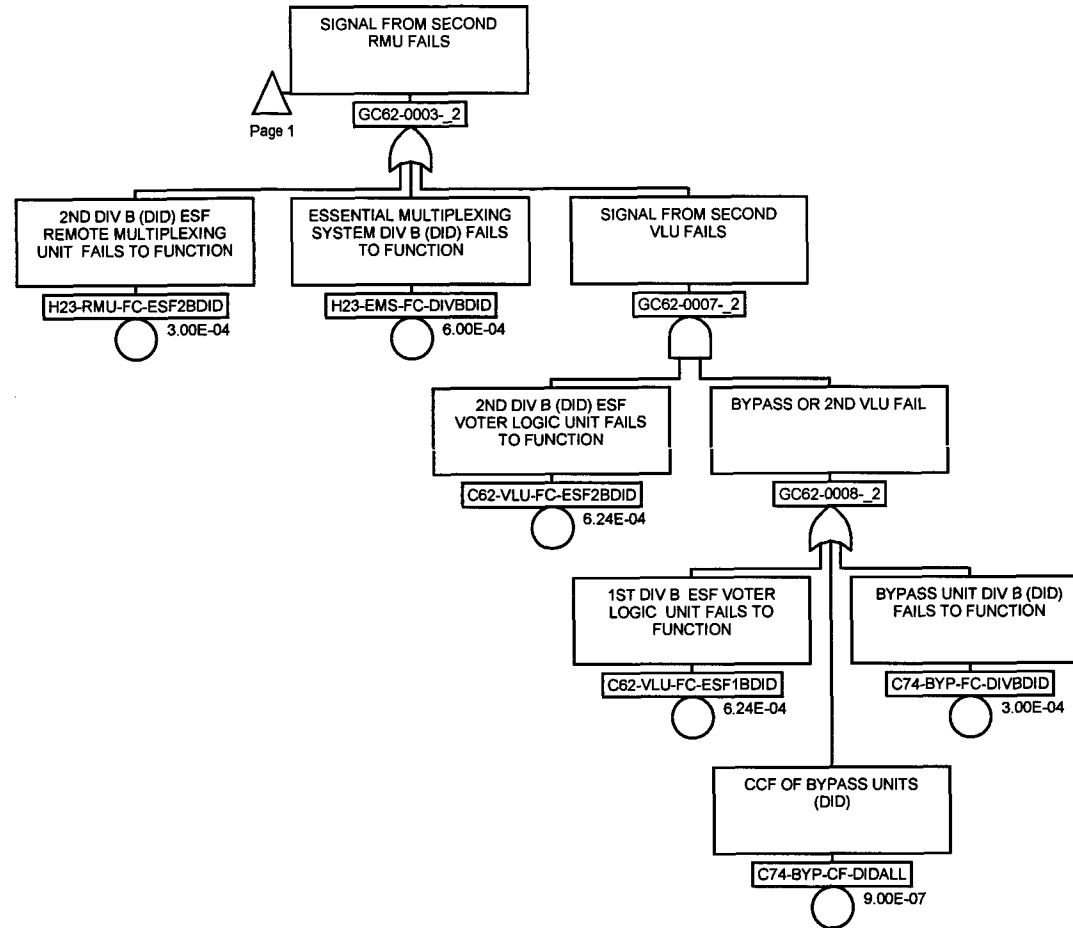 SIGNAL FROM SECOND
RMU FAILS
Page 1
GC62-0003-_2
2ND DIV B (DID) ESF
REMOTE MULTIPLEXING
UNIT FAILS TO FUNCTION
H23-RMU-FC-ESF2BDID
3.00E-04
ESSENTIAL MULTIPLEXING
SYSTEM DIV B (DID) FAILS
TO FUNCTION
H23-EMS-FC-DIVBDID
6.00E-04
SIGNAL FROM SECOND
VLU FAILS
GC62-0007-_2
2ND DIV B (DID) ESF
VOTER LOGIC UNIT FAILS
TO FUNCTION
C62-VLU-FC-ESF2BDID
6.24E-04
BYPASS OR 2ND VLU FAIL
GC62-0008-_2
1ST DIV B ESF VOTER
LOGIC UNIT FAILS TO
FUNCTION
C62-VLU-FC-ESF1BDID
6.24E-04
BYPASS UNIT DIV B (DID)
FAILS TO FUNCTION
C74-BYP-FC-DIVBDID
3.00E-04
CCF OF BYPASS UNITS
(DID)
C74-BYP-CF-DIDALL
9.00E-07